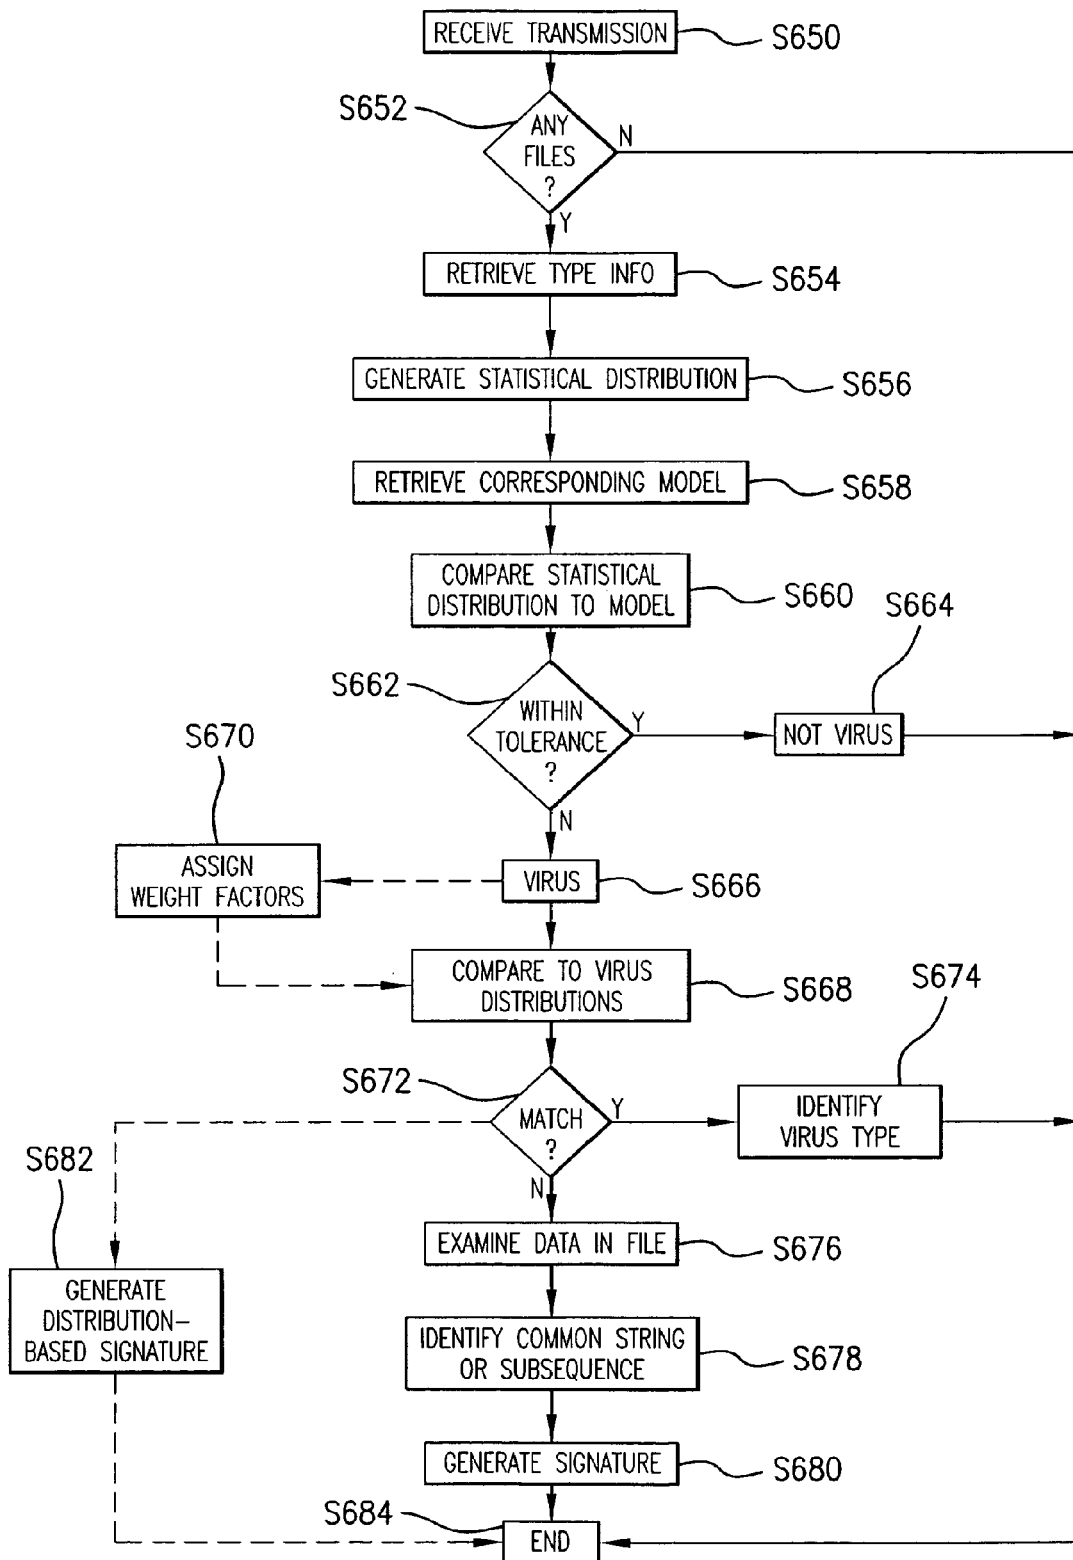 RECEIVE TRANSMISSION
S650
S652
ANY
FILES
?
N
Y
RETRIEVE TYPE INFO
S654
GENERATE STATISTICAL DISTRIBUTION
S656
RETRIEVE CORRESPONDING MODEL
S658
COMPARE STATISTICAL
DISTRIBUTION TO MODEL
S660
S664
S662
WITHIN
TOLERANCE
?
Y
NOT VIRUS
N
S670
ASSIGN
WEIGHT FACTORS
VIRUS
S666
COMPARE TO VIRUS
DISTRIBUTIONS
S668
S674
S672
MATCH
?
Y
IDENTIFY
VIRUS TYPE
N
S682
EXAMINE DATA IN FILE
S676
GENERATE
DISTRIBUTION-
BASED SIGNATURE
IDENTIFY COMMON STRING
OR SUBSEQUENCE
S678
GENERATE SIGNATURE
S680
S684
END